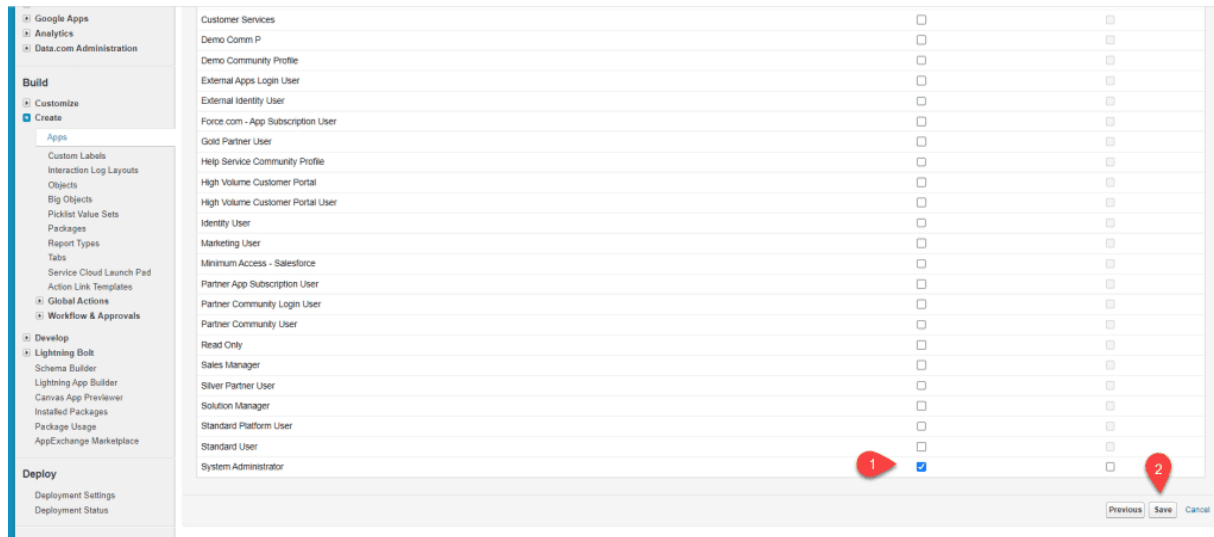 Google Apps
Analytics
Data.com Administration
Build
Customize
Create
Apps
Custom Labels
Interaction Log Layouts
Objects
Big Objects
Picklist Value Sets
Packages
Report Types
Tabs
Service Cloud Launch Pad
Action Link Templates
Global Actions
Workflow & Approvals
Develop
Lightning Bolt
Schema Builder
Lightning App Builder
Canvas App Previewer
Installed Packages
Package Usage
AppExchange Marketplace
Deploy
Deployment Settings
Deployment Status
Customer Services
Demo Comm P
Demo Community Profile
External Apps Login User
External Identity User
Force.com - App Subscription User
Gold Partner User
Help Service Community Profile
High Volume Customer Portal
High Volume Customer Portal User
Identity User
Marketing User
Minimum Access - Salesforce
Partner App Subscription User
Partner Community Login User
Partner Community User
Read Only
Sales Manager
Silver Partner User
Solution Manager
Standard Platform User
Standard User
System Administrator
1
2
Previous Save Cancel